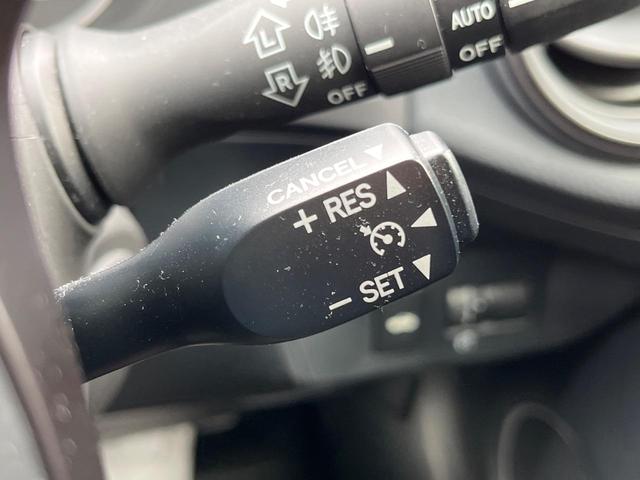 L
AUTO
R
OFF
OFF
CANCEL
+ RES
− SET